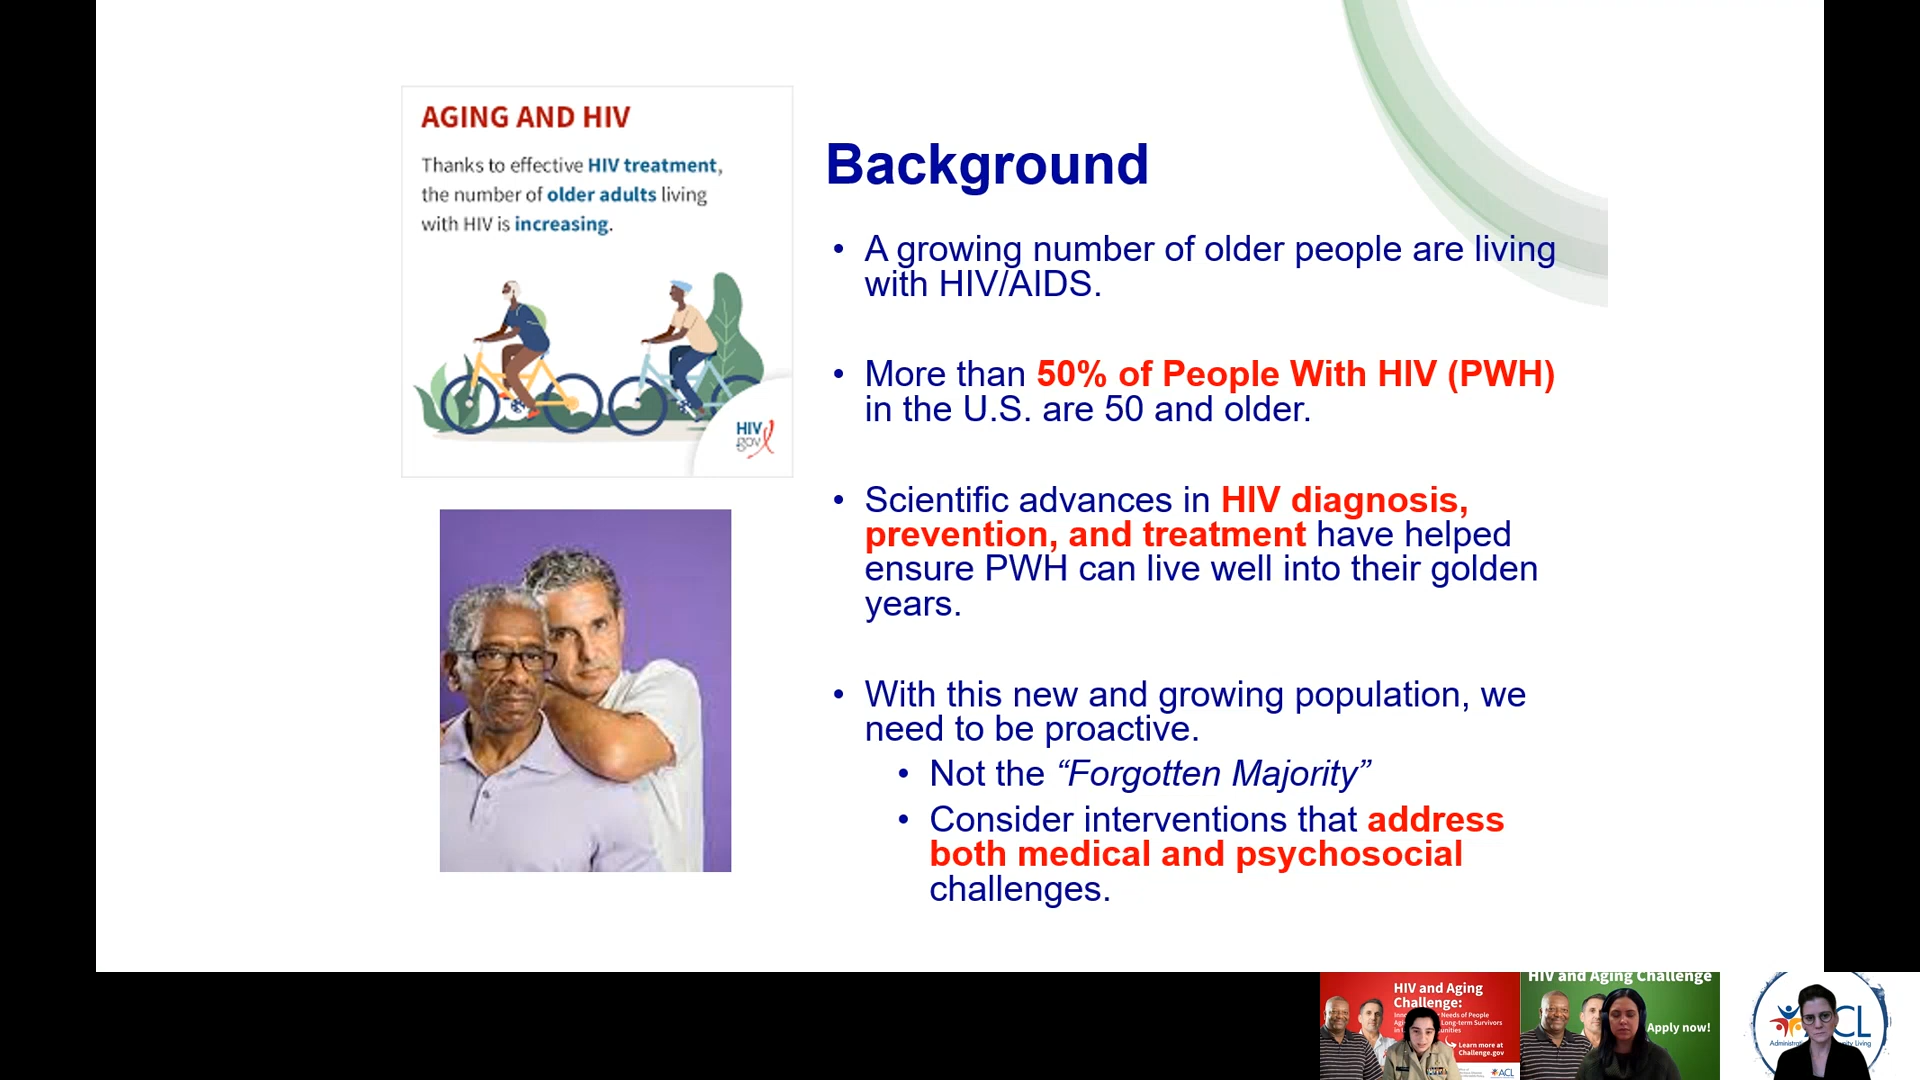 AGING AND HIV
Thanks to effective HIV treatment,
the number of older adults living
with HIV is increasing.
HIV
gov
Background
• A growing number of older people are living
with HIV/AIDS.
• More than 50% of People With HIV (PWH)
in the U.S. are 50 and older.
• Scientific advances in HIV diagnosis,
prevention, and treatment have helped
ensure PWH can live well into their golden
years.
• With this new and growing population, we
need to be proactive.
• Not the “Forgotten Majority”
• Consider interventions that address
both medical and psychosocial
challenges.
HIV and Aging
Challenge:
Needs of People
Long-term Survivors
Learn more at
Challenge.gov
ACL
HIV and Aging Challenge
Apply now!
CL
Living